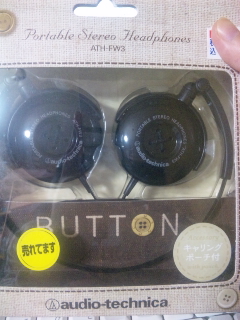 Portable Stereo Headphones
ATH-FW3
BUTTON
売れてます
キャリング
ポーチ付
audio-technica